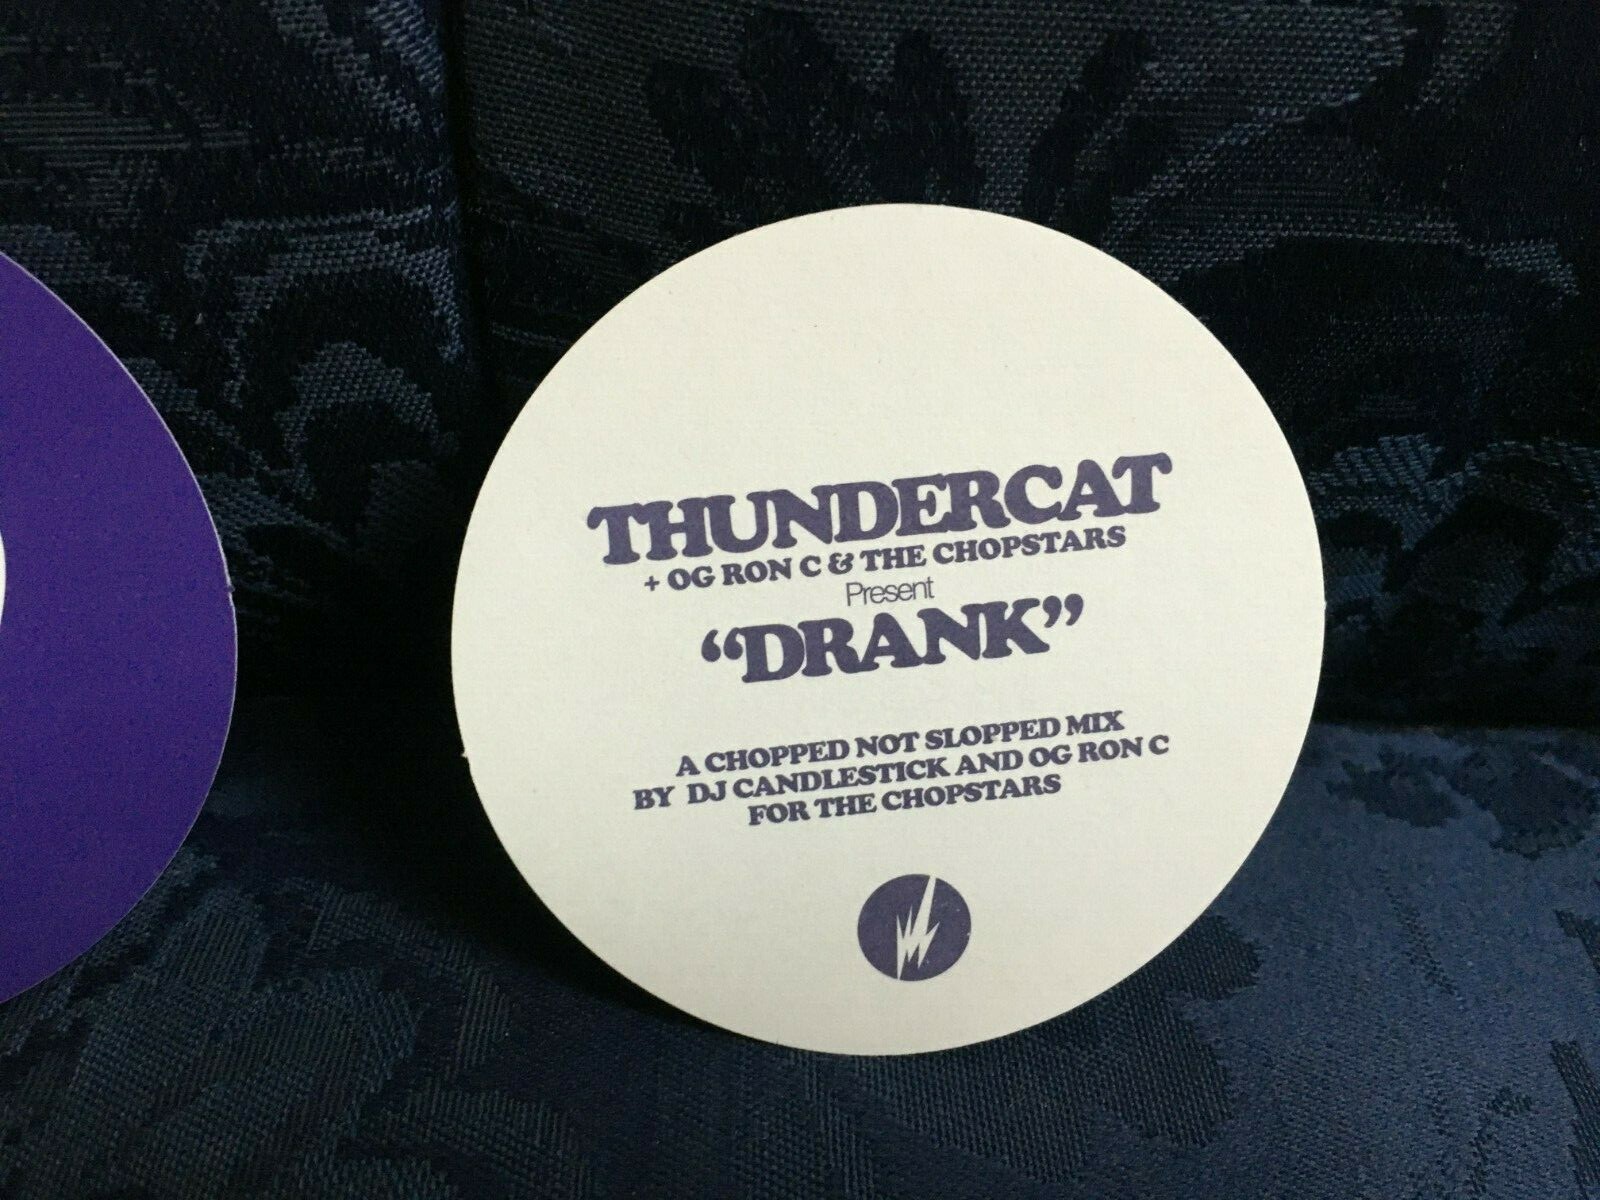 THUNDERCAT
+ OG RON C & THE CHOPSTARS
Present
“DRANK”
A CHOPPED NOT SLOPPED MIX
BY DJ CANDLESTICK AND OG RON C
FOR THE CHOPSTARS